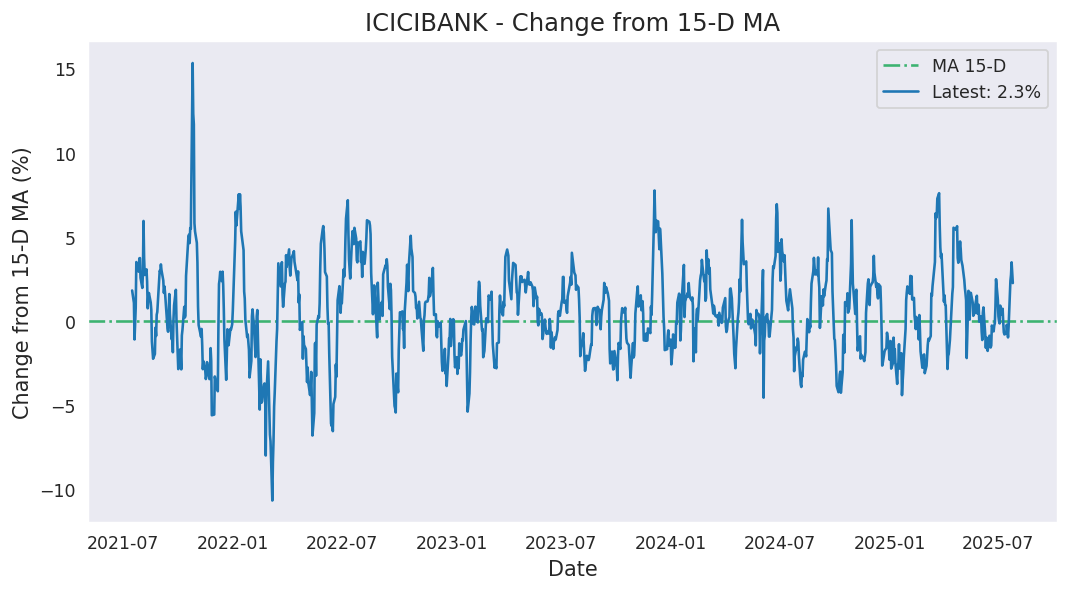 ICICIBANK - Change from 15-D MA
MA 15-D
Latest: 2.3%
Change from 15-D MA (%)
15
10
5
0
−5
−10
2021-07 2022-01 2022-07 2023-01 2023-07 2024-01 2024-07 2025-01 2025-07
Date